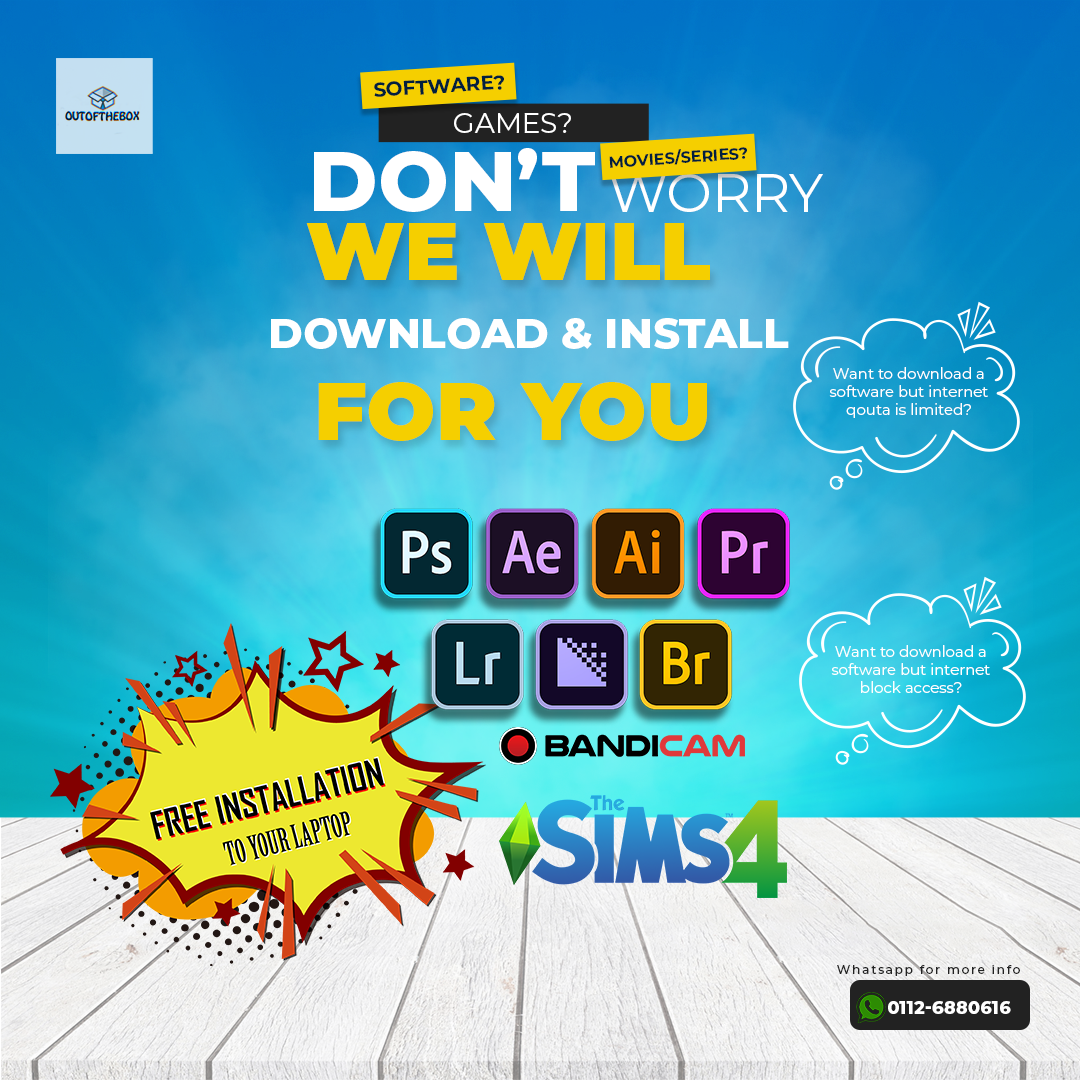 OUTOFTHEBOX
SOFTWARE?
GAMES?
MOVIES/SERIES?
DON'T WORRY
WE WILL
DOWNLOAD & INSTALL
FOR YOU
Want to download a
software but internet
qouta is limited?
Ps Ae Ai Pr
Lr Br
Want to download a
software but internet
block access?
BANDICAM
FREE INSTALLATION
TO YOUR LAPTOP
The
SIMS 4
Whatsapp for more info
0112-6880616